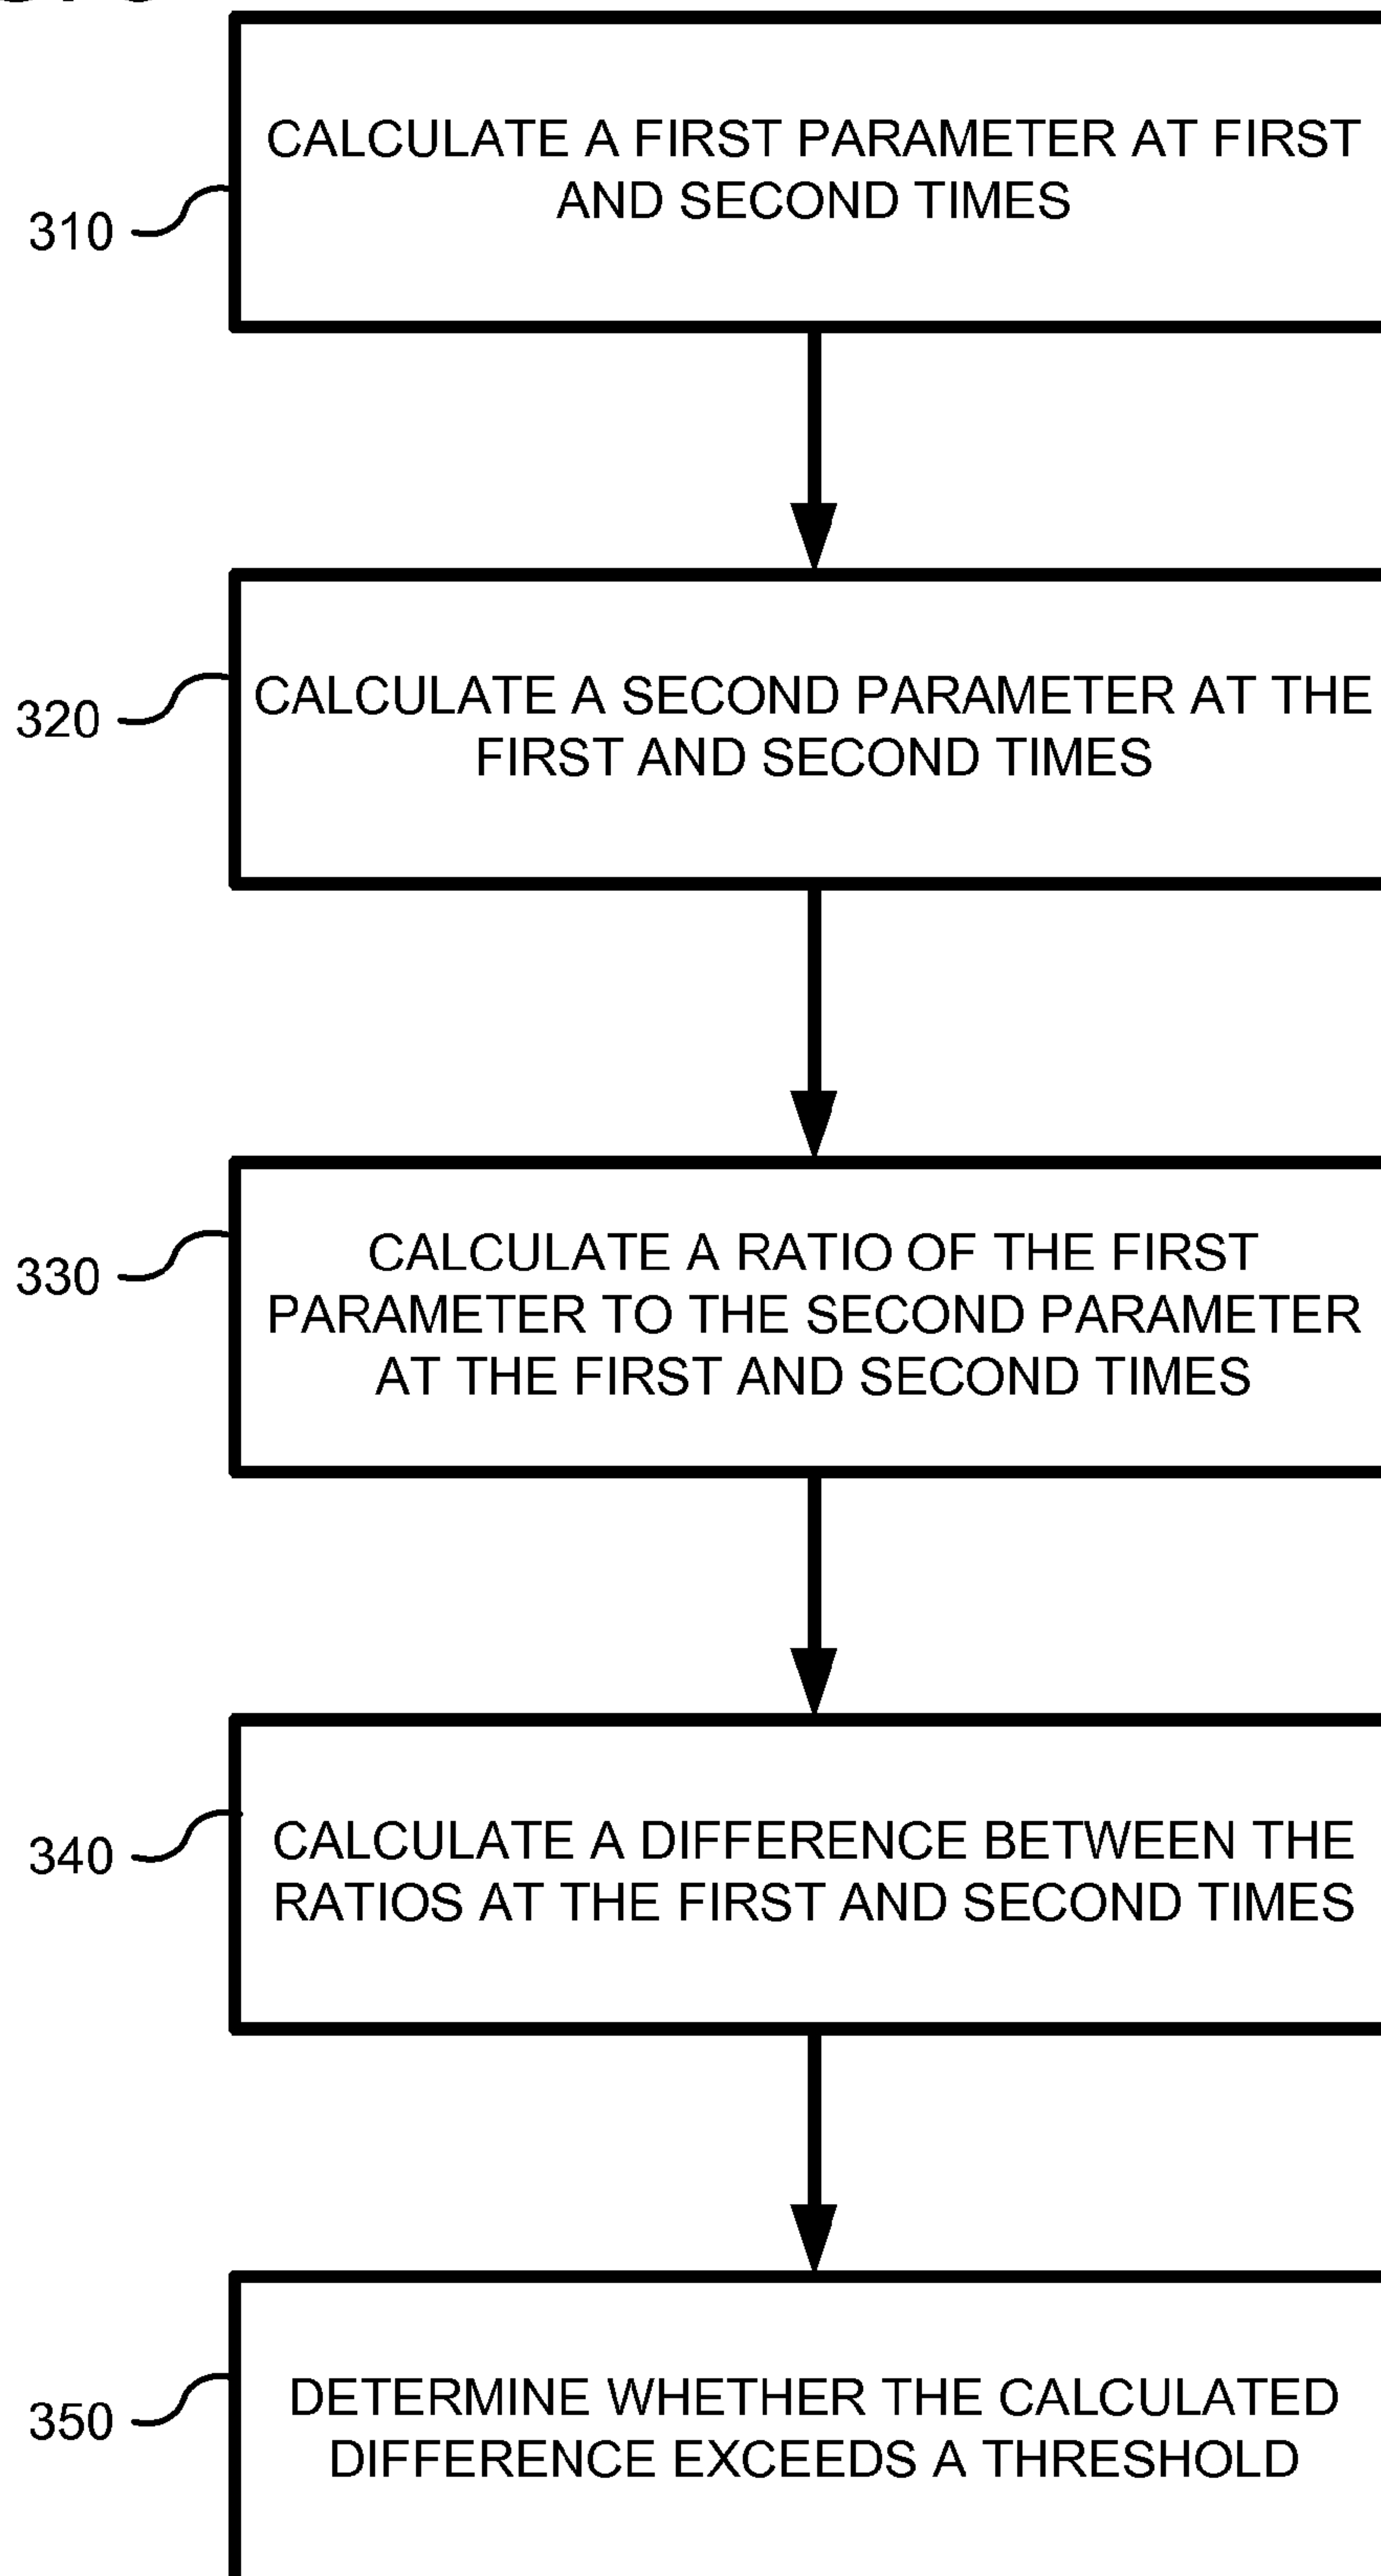 CALCULATE A FIRST PARAMETER AT FIRST
AND SECOND TIMES
310
CALCULATE A SECOND PARAMETER AT THE
FIRST AND SECOND TIMES
320
CALCULATE A RATIO OF THE FIRST
PARAMETER TO THE SECOND PARAMETER
AT THE FIRST AND SECOND TIMES
330
CALCULATE A DIFFERENCE BETWEEN THE
RATIOS AT THE FIRST AND SECOND TIMES
340
DETERMINE WHETHER THE CALCULATED
DIFFERENCE EXCEEDS A THRESHOLD
350